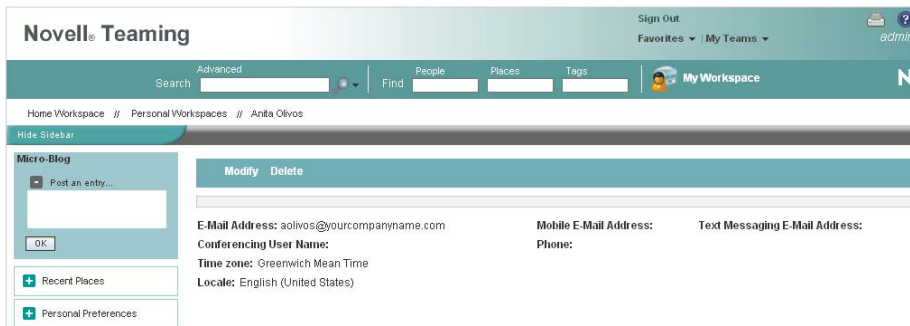 Novell® Teaming
Sign Out
Favorites ▾ | My Teams ▾
?
admin
Advanced
Search
Find
People
Places
Tags
My Workspace
N
Home Workspace // Personal Workspaces // Anita Olivos
Hide Sidebar
Micro-Blog
Post an entry...
OK
Recent Places
Personal Preferences
Modify Delete
E-Mail Address: aolivos@yourcompanyname.com
Conferencing User Name:
Time zone: Greenwich Mean Time
Locale: English (United States)
Mobile E-Mail Address:
Phone:
Text Messaging E-Mail Address: